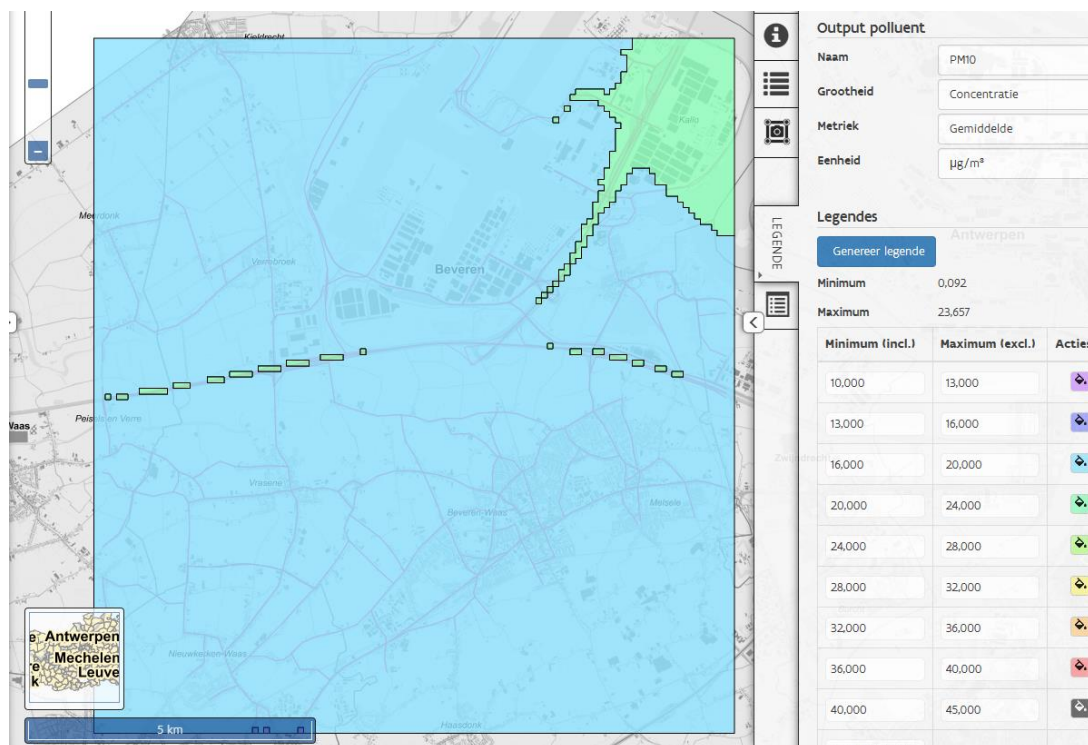 Kieldrecht
Kallo
Meerdonk
Verrebroek
Beveren
Peisels en Verre
Waas
Vrasene
Beveren-Waas
Melsele
Nieuwkerken-Waas
Haasdonk
Zwijndrecht
Antwerpen
Mechelen
Leuve
5 km
LEGENDE
Output polluent
Naam PM10
Grootheid Concentratie
Metriek Gemiddelde
Eenheid µg/m³
Legendes
Antwerpen
Genereer legende
Minimum 0,092
Maximum 23,657
Minimum (incl.) Maximum (excl.) Acties
10,000 13,000
13,000 16,000
16,000 20,000
20,000 24,000
24,000 28,000
28,000 32,000
32,000 36,000
36,000 40,000
40,000 45,000